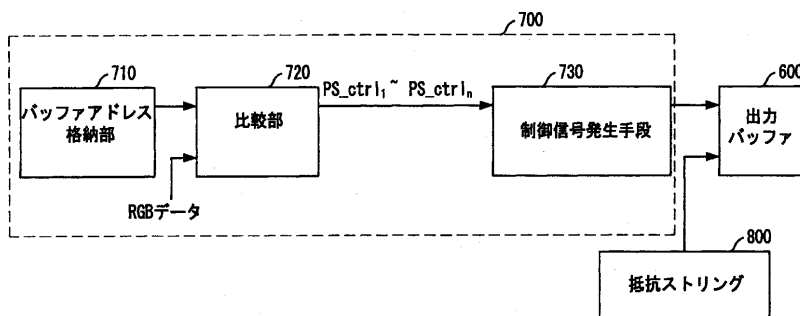 700
710
720
730
600
バッファアドレス
格納部
比較部
PS_ctrl₁ ~ PS_ctrlₙ
制御信号発生手段
出力
バッファ
RGBデータ
800
抵抗ストリング